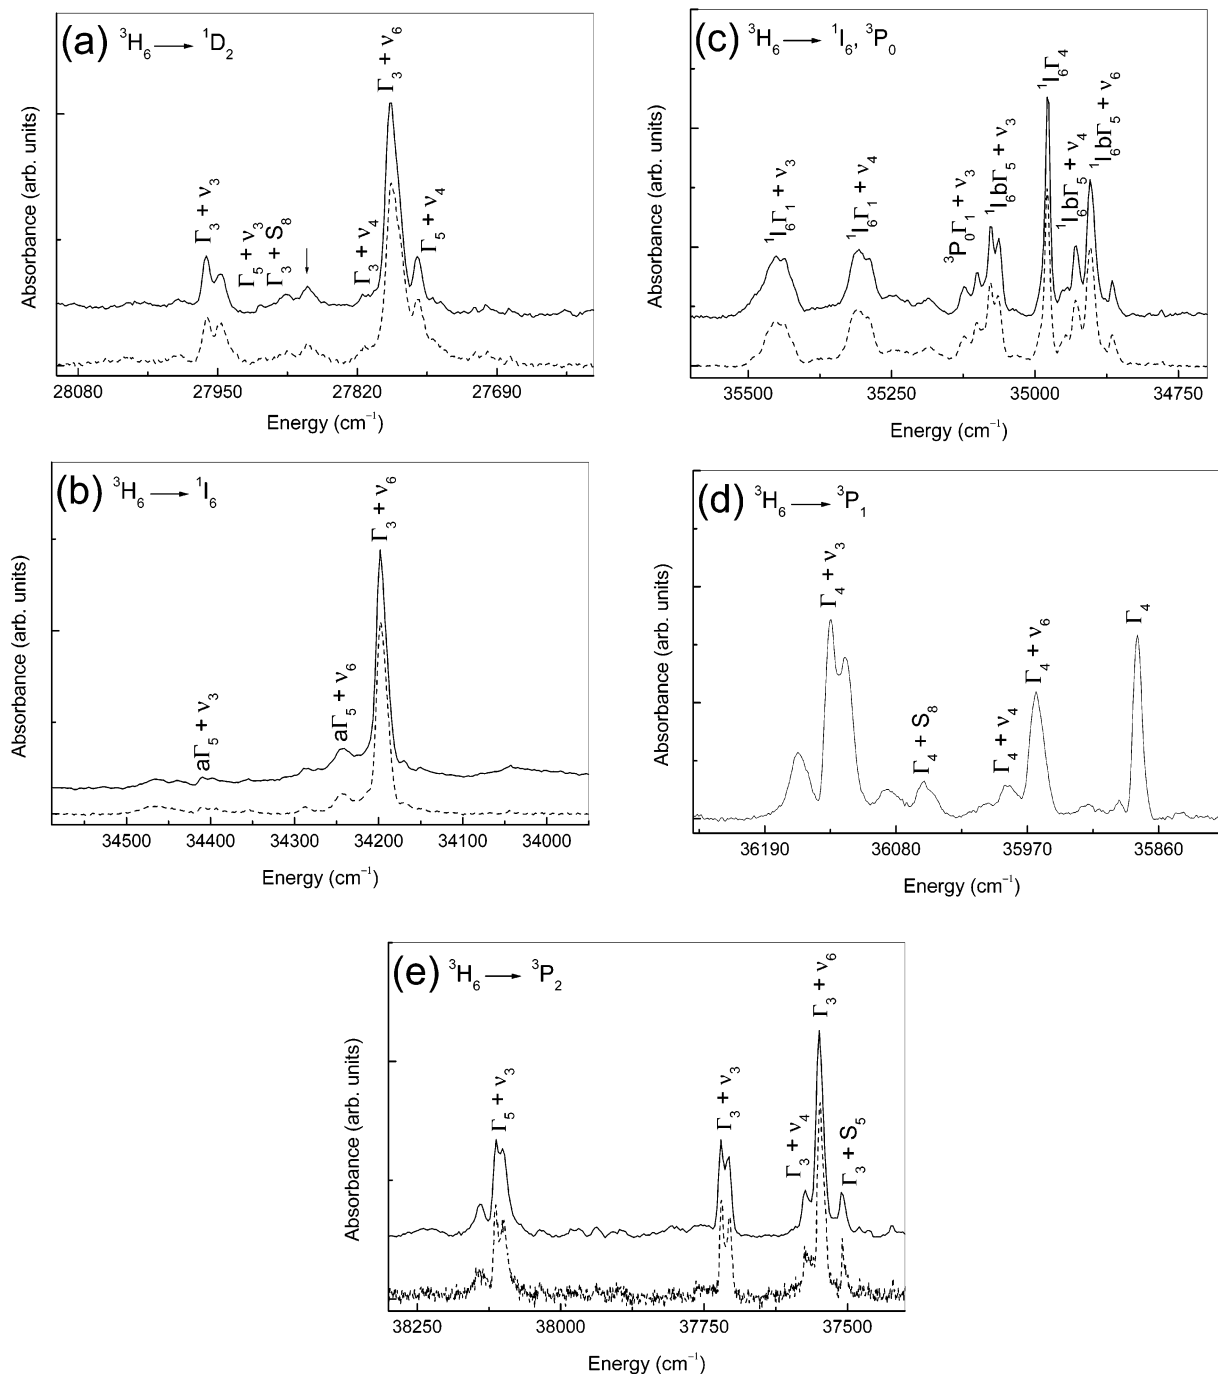 (a) ³H₆ → ¹D₂
Γ₃ + ν₃
Γ₅ + ν₃
Γ₃ + S₈
Γ₃ + ν₄
Γ₃ + ν₆
Γ₅ + ν₄
Absorbance (arb. units)
28080 27950 27820 27690
Energy (cm⁻¹)
(c) ³H₆ → ¹I₆, ³P₀
¹I₆Γ₁ + ν₃
¹I₆Γ₁ + ν₄
³P₀Γ₁ + ν₃
¹I₆bΓ₅ + ν₃
¹I₆Γ₄
¹I₆bΓ₅ + ν₄
¹I₆bΓ₅ + ν₆
Absorbance (arb. units)
35500 35250 35000 34750
Energy (cm⁻¹)
(b) ³H₆ → ¹I₆
aΓ₅ + ν₃
aΓ₅ + ν₆
Γ₃ + ν₆
Absorbance (arb. units)
34500 34400 34300 34200 34100 34000
Energy (cm⁻¹)
(d) ³H₆ → ³P₁
Γ₄ + ν₃
Γ₄ + S₈
Γ₄ + ν₄
Γ₄ + ν₆
Γ₄
Absorbance (arb. units)
36190 36080 35970 35860
Energy (cm⁻¹)
(e) ³H₆ → ³P₂
Γ₅ + ν₃
Γ₃ + ν₃
Γ₃ + ν₄
Γ₃ + ν₆
Γ₃ + S₅
Absorbance (arb. units)
38250 38000 37750 37500
Energy (cm⁻¹)